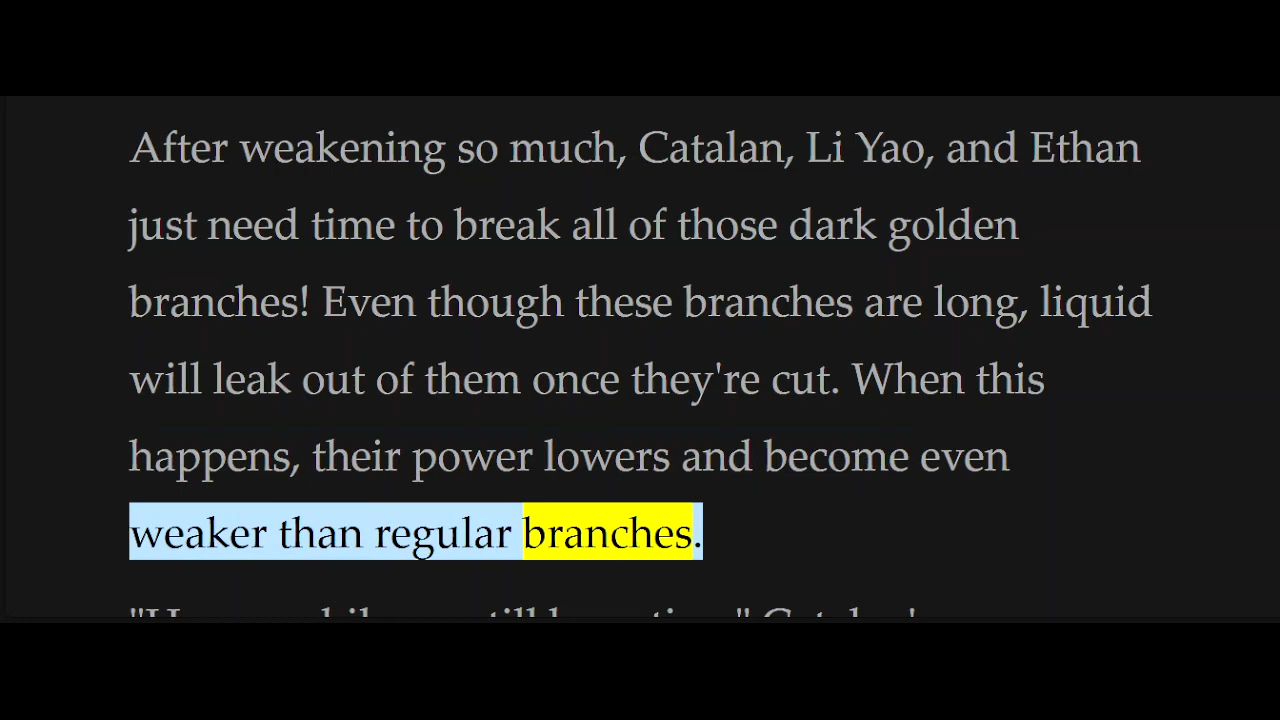 After weakening so much, Catalan, Li Yao, and Ethan
just need time to break all of those dark golden
branches! Even though these branches are long, liquid
will leak out of them once they're cut. When this
happens, their power lowers and become even
weaker than regular branches.